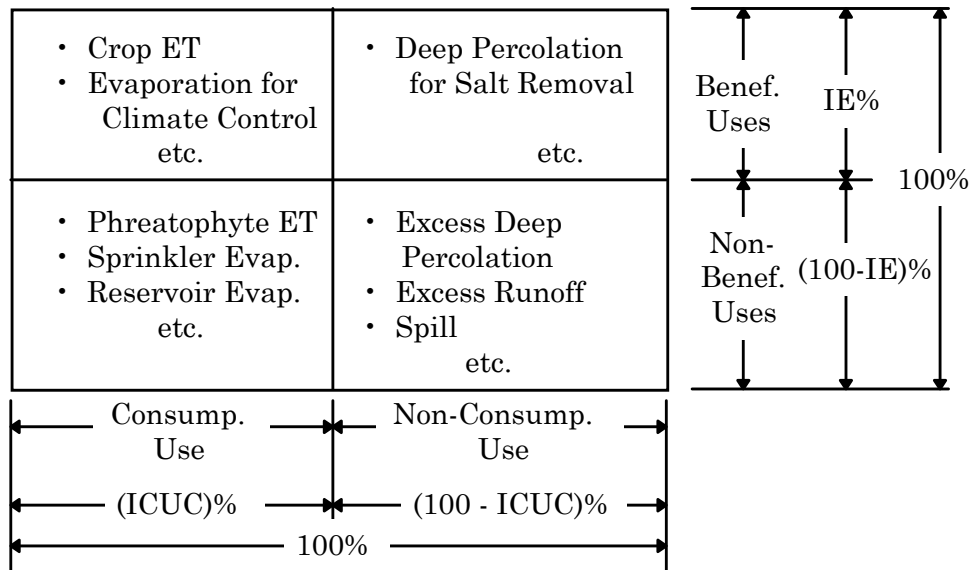 • Crop ET
• Evaporation for
Climate Control
etc.
• Deep Percolation
for Salt Removal
etc.
• Phreatophyte ET
• Sprinkler Evap.
• Reservoir Evap.
etc.
• Excess Deep
Percolation
• Excess Runoff
• Spill
etc.
Benef.
Uses
IE%
100%
Non-
Benef.
Uses
(100-IE)%
Consump.
Use
Non-Consump.
Use
(ICUC)%
(100 - ICUC)%
100%